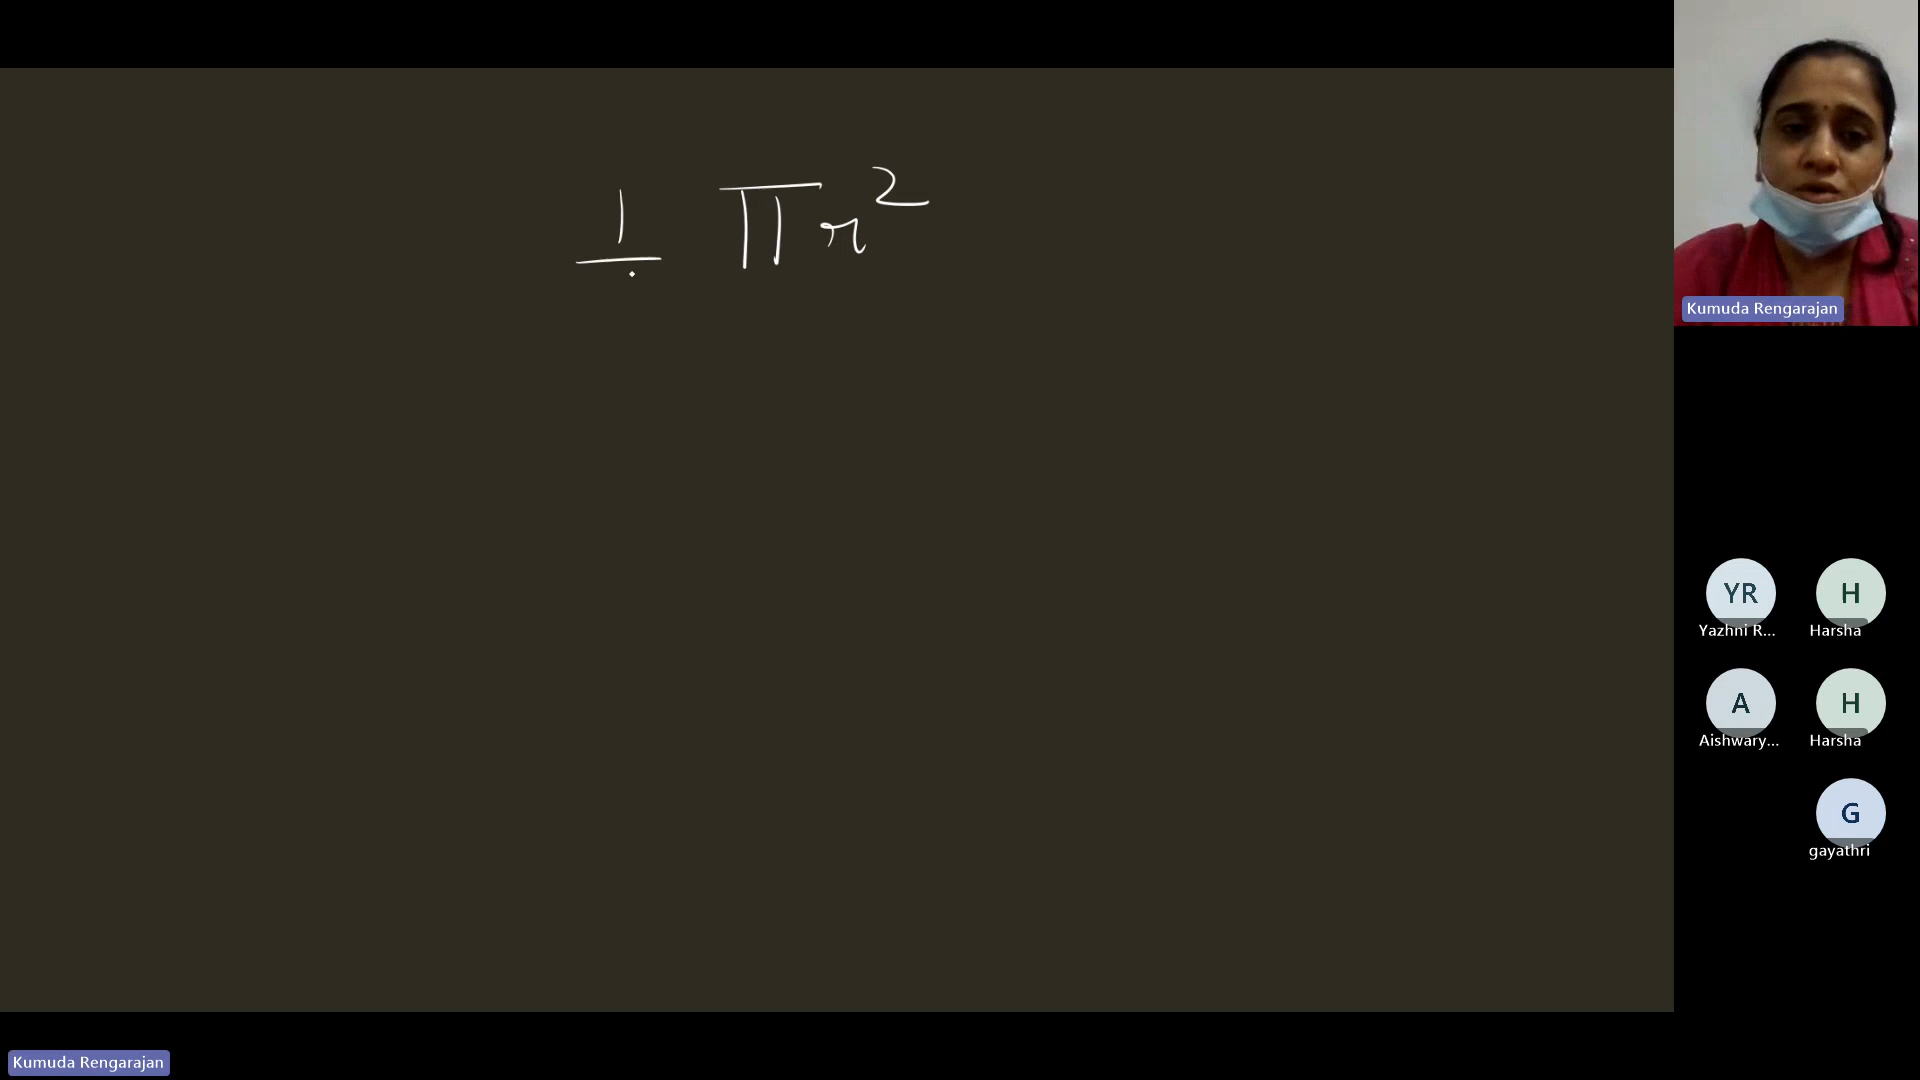 1 πr²
Kumuda Rengarajan
YR H
Yazhni R... Harsha
A H
Aishwary... Harsha
G
gayathri
Kumuda Rengarajan